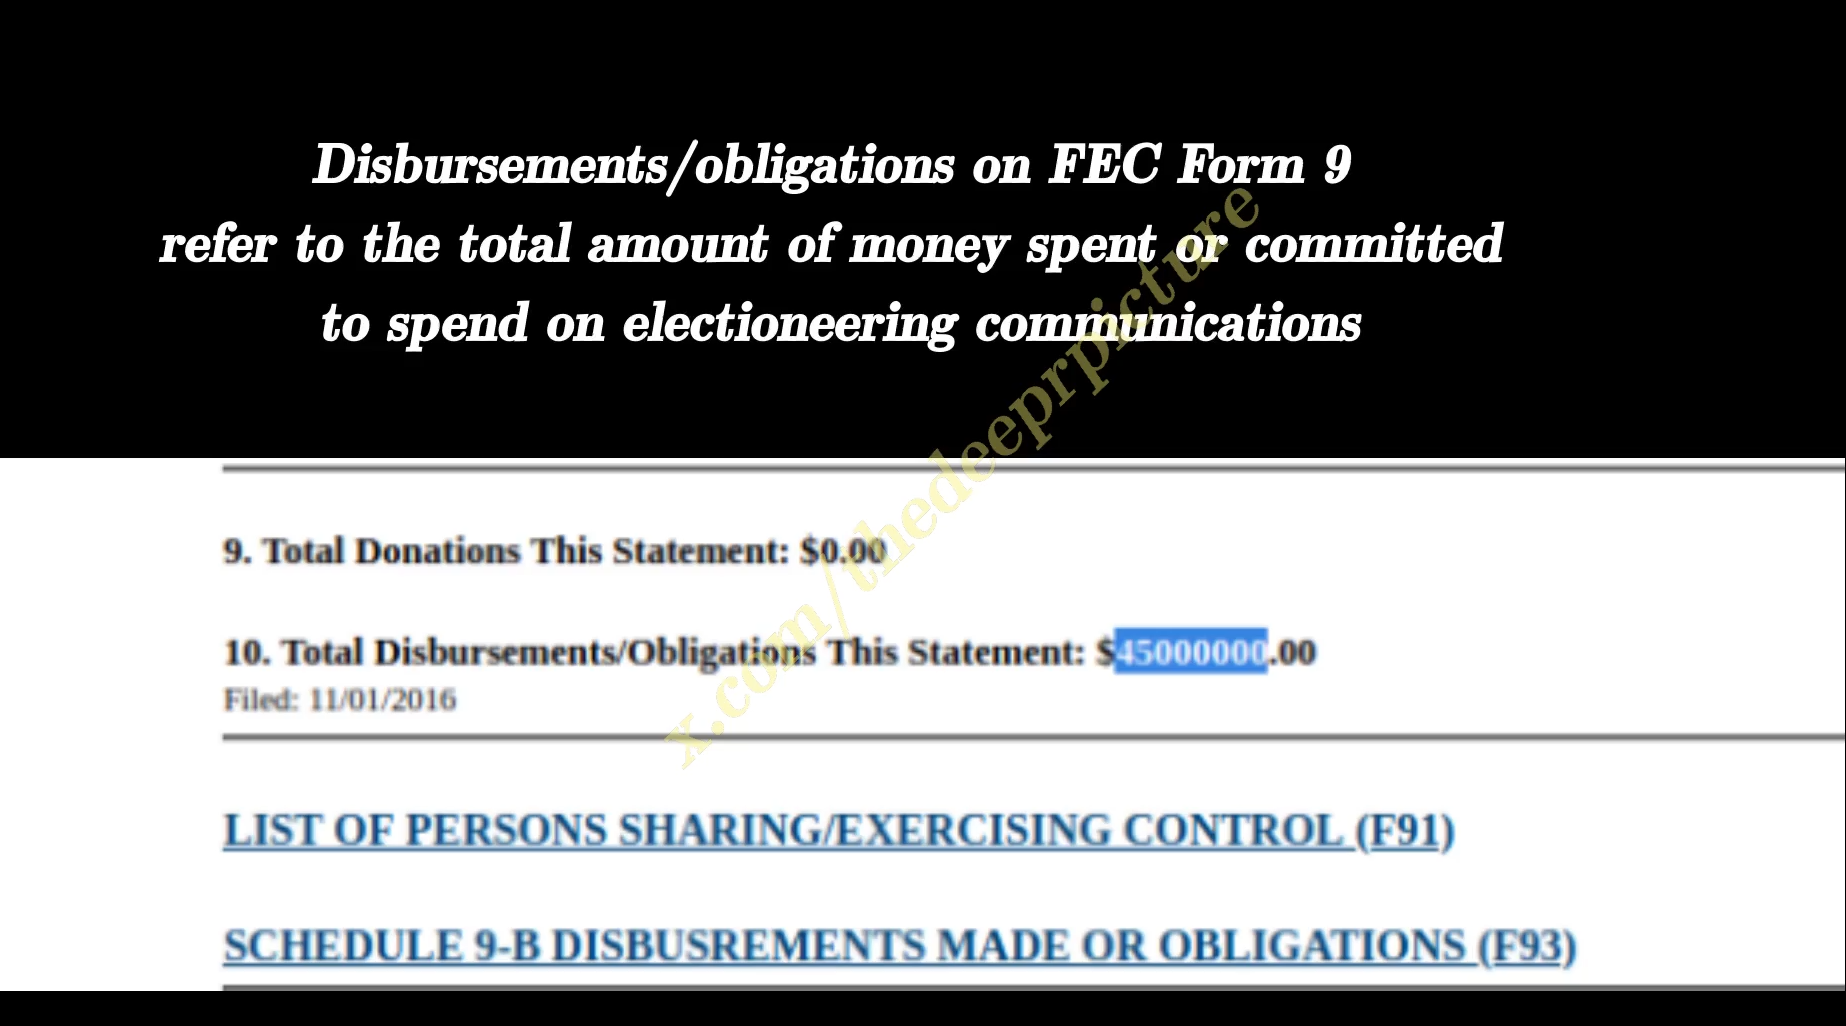 Disbursements/obligations on FEC Form 9
refer to the total amount of money spent or committed
to spend on electioneering communications
x.com/thedeeprpicture
9. Total Donations This Statement: $0.00
10. Total Disbursements/Obligations This Statement: $45000000.00
Filed: 11/01/2016
LIST OF PERSONS SHARING/EXERCISING CONTROL (F91)
SCHEDULE 9-B DISBUSREMENTS MADE OR OBLIGATIONS (F93)